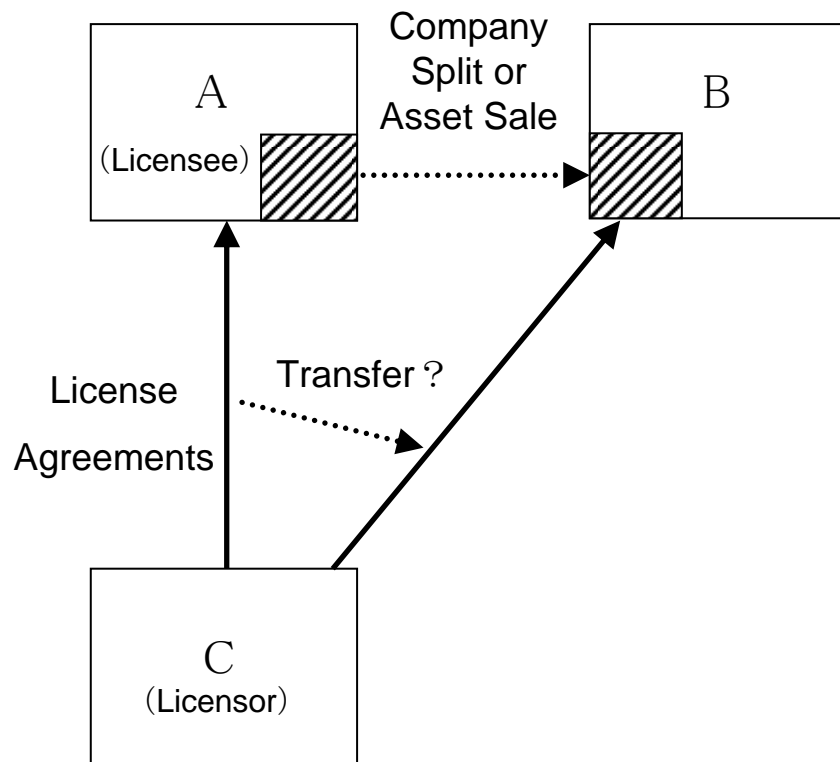 Company
Split or
Asset Sale
A
（Licensee）
B
Transfer？
License
Agreements
C
（Licensor）